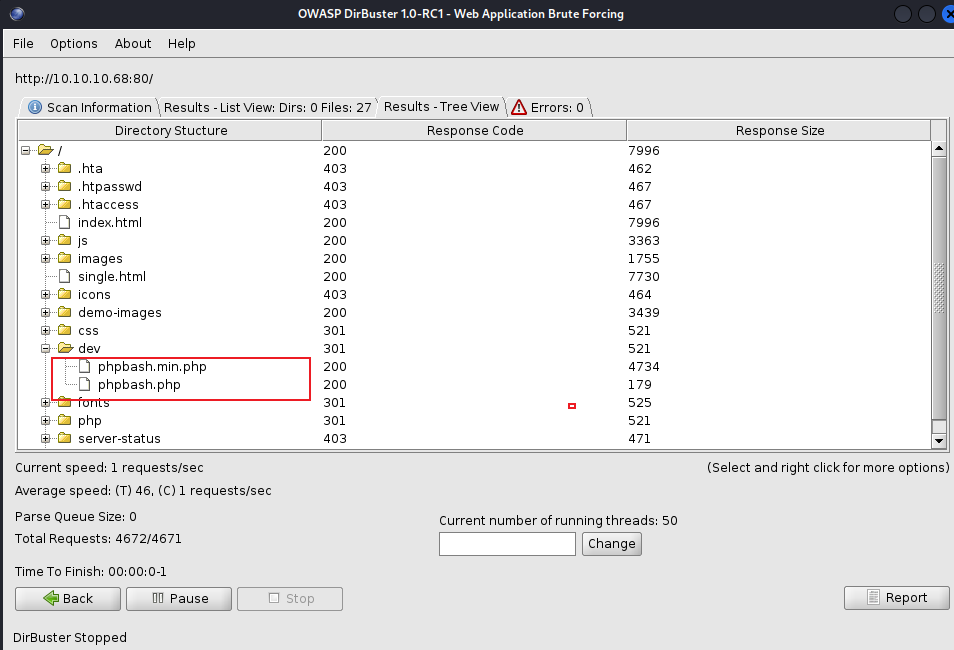 OWASP DirBuster 1.0-RC1 - Web Application Brute Forcing
File Options About Help
http://10.10.10.68:80/
Scan Information Results - List View: Dirs: 0 Files: 27 Results - Tree View Errors: 0
Directory Stucture Response Code Response Size
/ 200 7996
.hta 403 462
.htpasswd 403 467
.htaccess 403 467
index.html 200 7996
js 200 3363
images 200 1755
single.html 200 7730
icons 403 464
demo-images 200 3439
css 301 521
dev 301 521
phpbash.min.php 200 4734
phpbash.php 200 179
fonts 301 525
php 301 521
server-status 403 471
Current speed: 1 requests/sec (Select and right click for more options)
Average speed: (T) 46, (C) 1 requests/sec
Parse Queue Size: 0 Current number of running threads: 50
Total Requests: 4672/4671 Change
Time To Finish: 00:00:0-1
Back Pause Stop Report
DirBuster Stopped